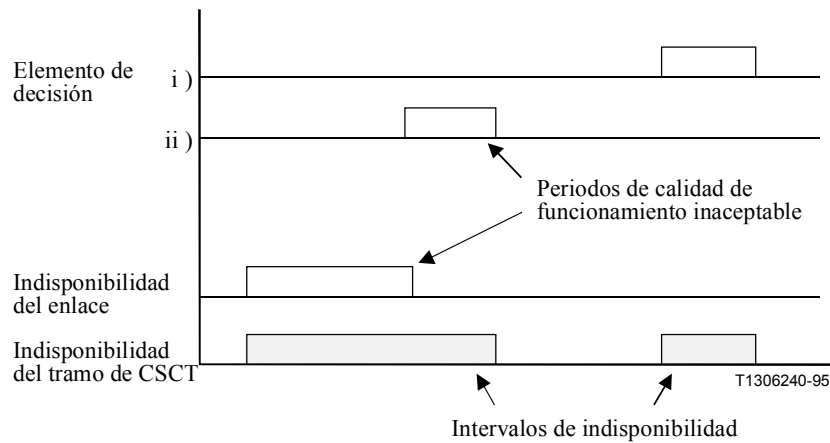 Elemento de
decisión
i )
ii )
Periodos de calidad de
funcionamiento inaceptable
Indisponibilidad
del enlace
Indisponibilidad
del tramo de CSCT
T1306240-95
Intervalos de indisponibilidad